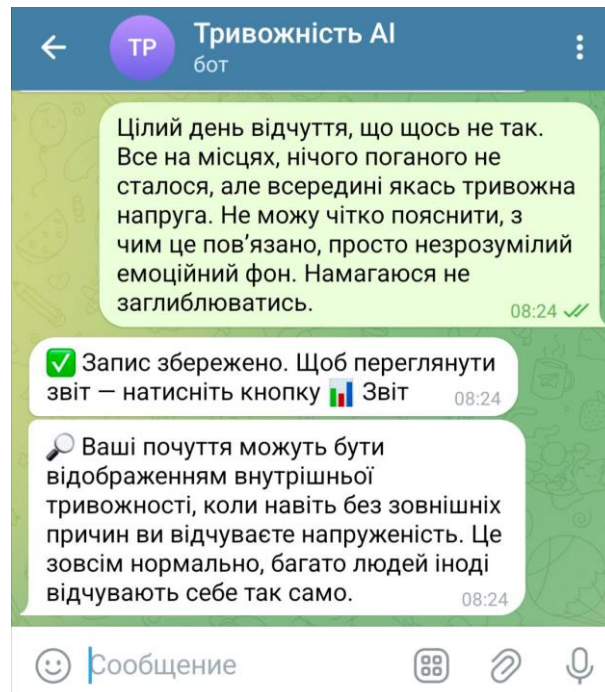 ТР
Тривожність AI
бот
Цілий день відчуття, що щось не так.
Все на місцях, нічого поганого не
сталося, але всередині якась тривожна
напруга. Не можу чітко пояснити, з
чим це пов’язано, просто незрозумілий
емоційний фон. Намагаюся не
заглиблюватись.
08:24
✅ Запис збережено. Щоб переглянути
звіт — натисніть кнопку 📊 Звіт
08:24
🔎 Ваші почуття можуть бути
відображенням внутрішньої
тривожності, коли навіть без зовнішніх
причин ви відчуваєте напруженість. Це
зовсім нормально, багато людей іноді
відчувають себе так само.
08:24
Сообщение